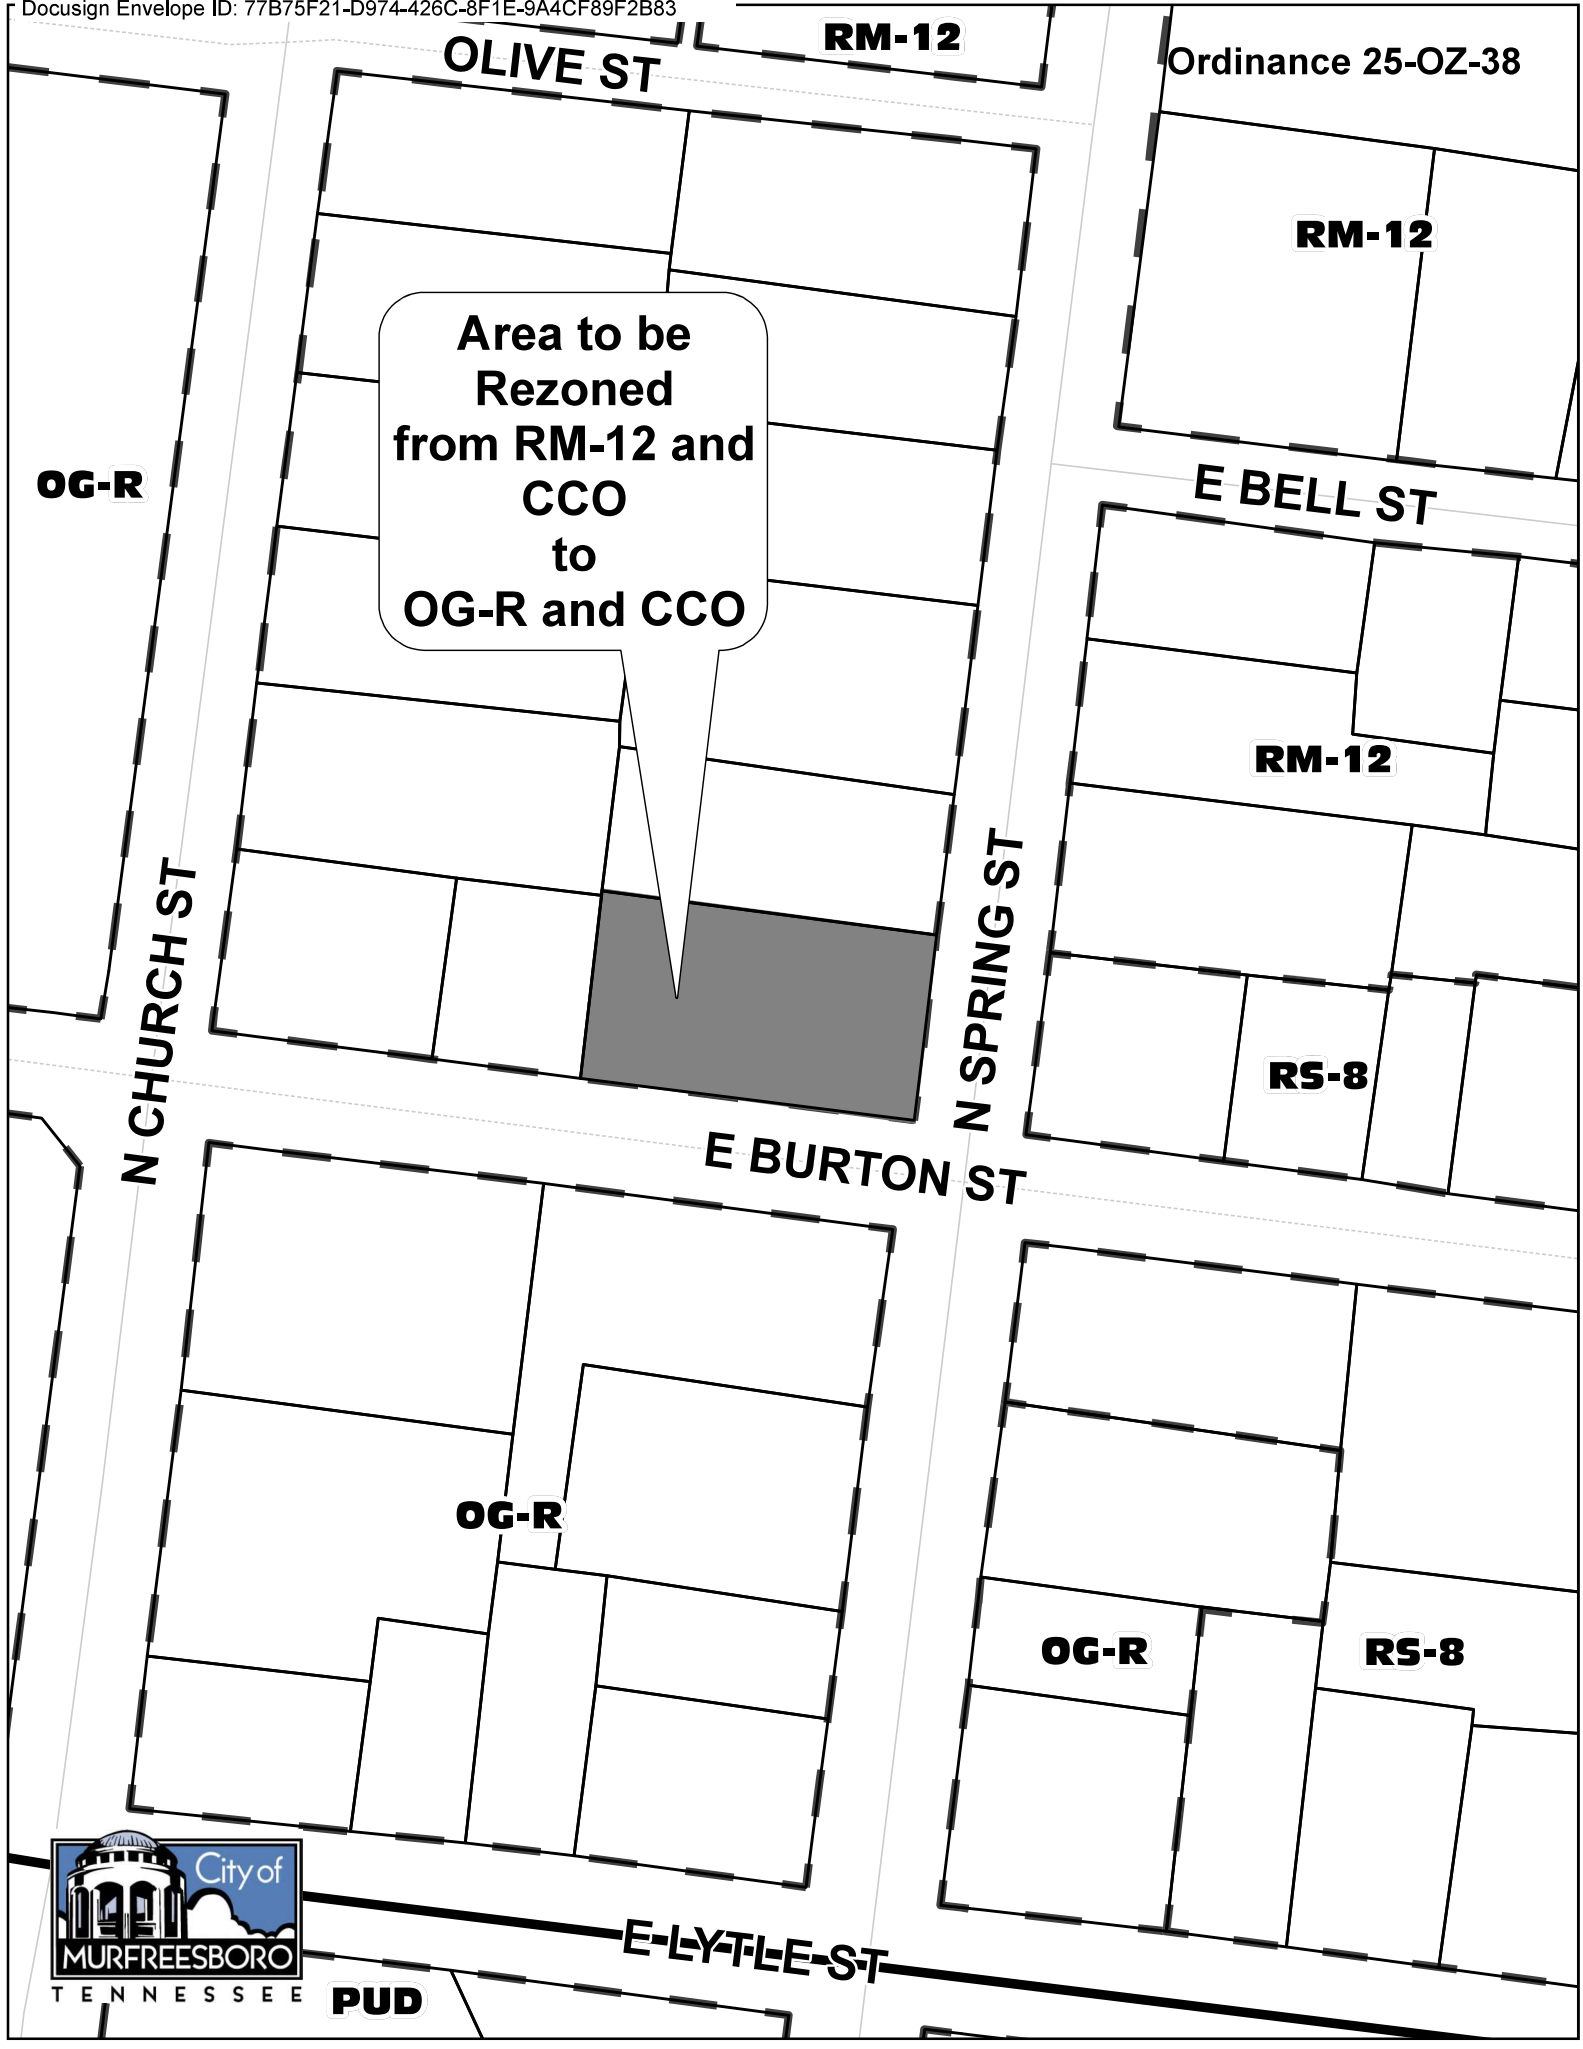 Docusign Envelope ID: 77B75F21-D974-426C-8F1E-9A4CF89F2B83
RM-12
Ordinance 25-OZ-38
OLIVE ST
RM-12
Area to be
Rezoned
from RM-12 and
CCO
to
OG-R and CCO
OG-R
E BELL ST
RM-12
N CHURCH ST
N SPRING ST
RS-8
E BURTON ST
OG-R
OG-R
RS-8
City of
MURFREESBORO
TENNESSEE
E LYTLE ST
PUD